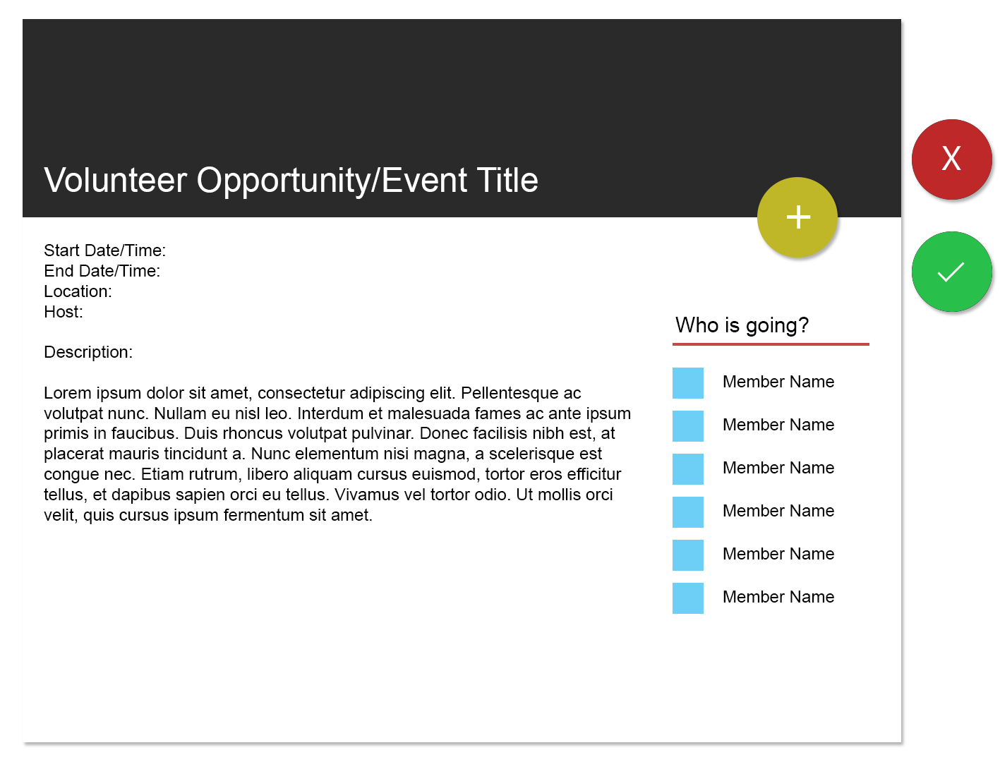 Volunteer Opportunity/Event Title
X
+
Start Date/Time:
End Date/Time:
Location:
Host:
Description:
Lorem ipsum dolor sit amet, consectetur adipiscing elit. Pellentesque ac
volutpat nunc. Nullam eu nisl leo. Interdum et malesuada fames ac ante ipsum
primis in faucibus. Duis rhoncus volutpat pulvinar. Donec facilisis nibh est, at
placerat mauris tincidunt a. Nunc elementum nisi magna, a scelerisque est
congue nec. Etiam rutrum, libero aliquam cursus euismod, tortor eros efficitur
tellus, et dapibus sapien orci eu tellus. Vivamus vel tortor odio. Ut mollis orci
velit, quis cursus ipsum fermentum sit amet.
Who is going?
Member Name
Member Name
Member Name
Member Name
Member Name
Member Name